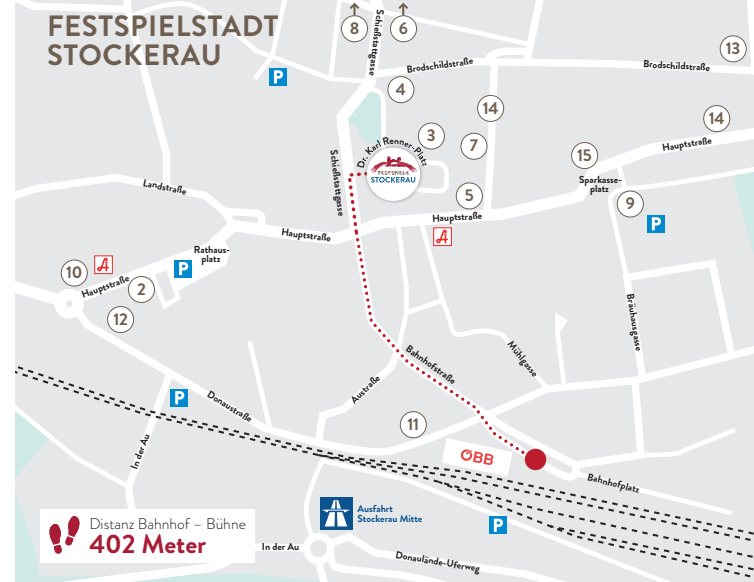 FESTSPIELSTADT
STOCKERAU
8
6
Schießstattgasse
13
Brodschildstraße
Brodschildstraße
P
4
14
14
3
7
Hauptstraße
Dr. Karl Renner-Platz
15
FESTSPIELE
STOCKERAU
Schießstattgasse
Sparkasse-
platz
Landstraße
5
9
Hauptstraße
P
Hauptstraße
A
Rathaus-
platz
A
P
10
Hauptstraße
2
12
Bräuhausgasse
Mühlgasse
Bahnhofstraße
Austraße
P
Donaustraße
11
In der Au
ÖBB
Bahnhofplatz
Ausfahrt
Stockerau Mitte
P
Distanz Bahnhof – Bühne
402 Meter
In der Au
Donaulände-Uferweg